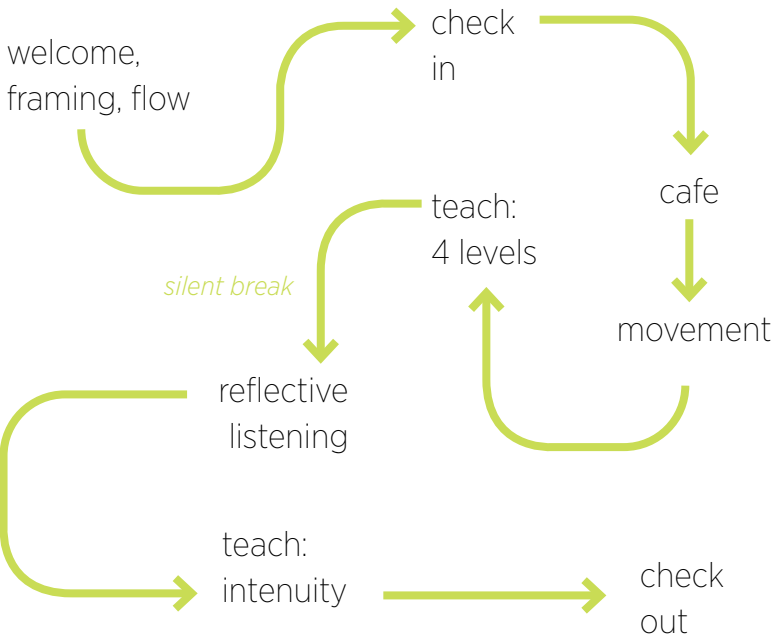 welcome,
framing, flow
check
in
cafe
movement
teach:
4 levels
silent break
reflective
listening
teach:
intenuity
check
out